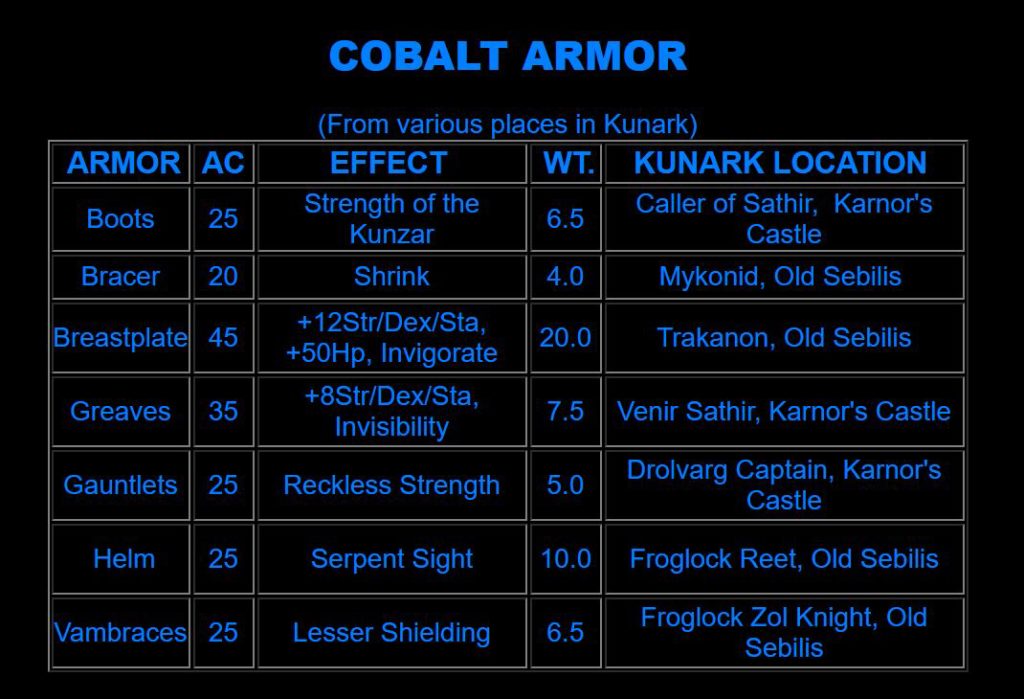 COBALT ARMOR
(From various places in Kunark)
ARMOR AC EFFECT WT. KUNARK LOCATION
Boots 25 Strength of the Kunzar 6.5 Caller of Sathir,  Karnor's Castle
Bracer 20 Shrink 4.0 Mykonid, Old Sebilis
Breastplate 45 +12Str/Dex/Sta, +50Hp, Invigorate 20.0 Trakanon, Old Sebilis
Greaves 35 +8Str/Dex/Sta, Invisibility 7.5 Venir Sathir, Karnor's Castle
Gauntlets 25 Reckless Strength 5.0 Drolvarg Captain, Karnor's Castle
Helm 25 Serpent Sight 10.0 Froglock Reet, Old Sebilis
Vambraces 25 Lesser Shielding 6.5 Froglock Zol Knight, Old Sebilis